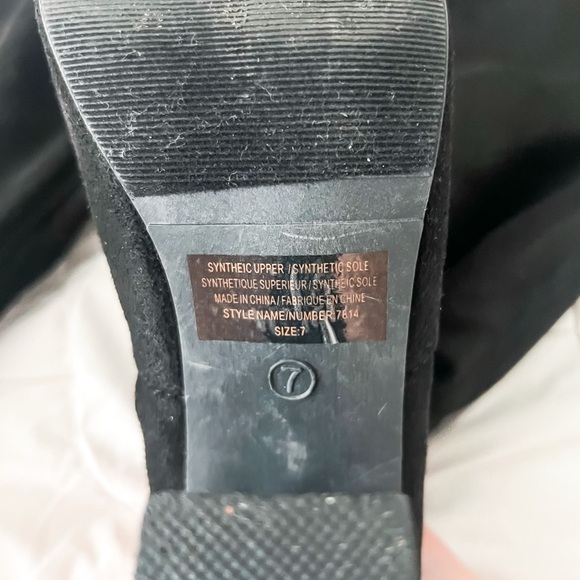 SYNTHEIC UPPER / SYNTHETIC SOLE
SYNTHETIQUE SUPERIEUR / SYNTHEIC SOLE
MADE IN CHINA / FABRIQUE EN CHINE
STYLE NAME/NUMBER:7614
SIZE:7
7